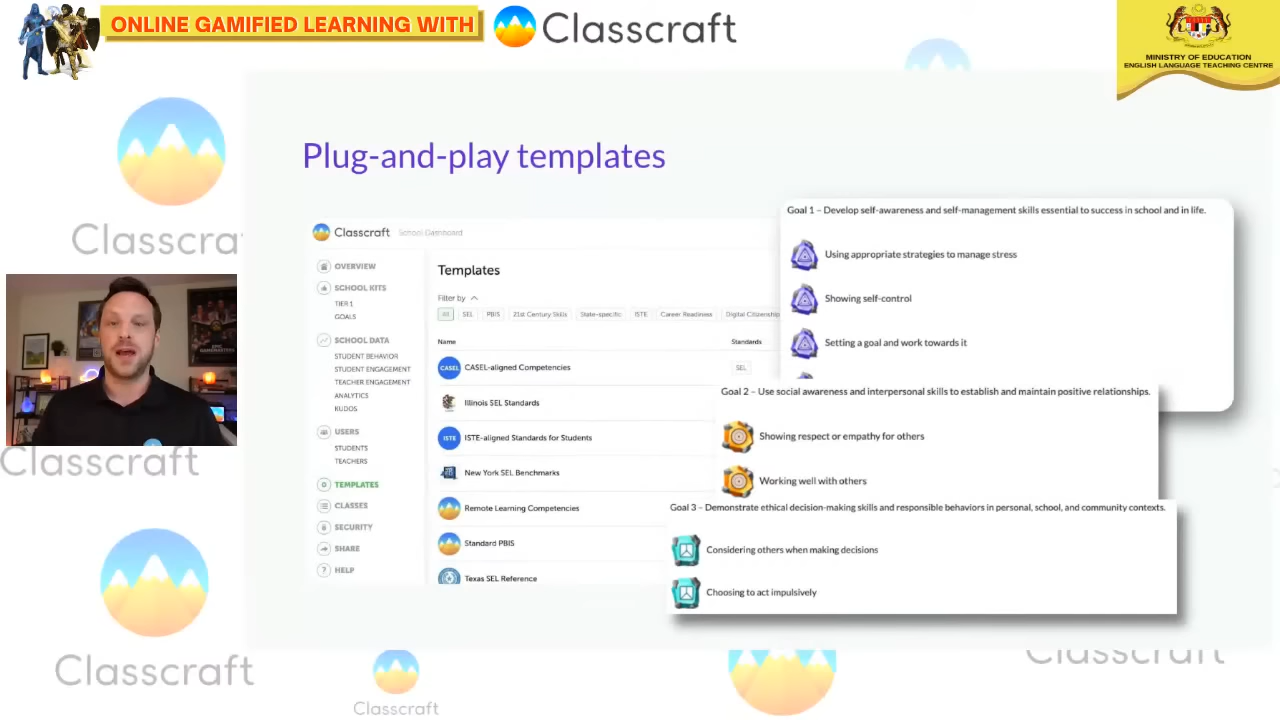 ONLINE GAMIFIED LEARNING WITH
Classcraft
MINISTRY OF EDUCATION
ENGLISH LANGUAGE TEACHING CENTRE
Plug-and-play templates
Classcraft School Dashboard
OVERVIEW
SCHOOL KITS
TIER 1
GOALS
SCHOOL DATA
STUDENT BEHAVIOR
STUDENT ENGAGEMENT
TEACHER ENGAGEMENT
ANALYTICS
KUDOS
USERS
STUDENTS
TEACHERS
TEMPLATES
CLASSES
SECURITY
SHARE
? HELP
Templates
Filter by
All SEL PBIS 21st Century Skills State-specific ISTE Career Readiness Digital Citizenship
Name Standards
CASEL CASEL-aligned Competencies SEL
Illinois SEL Standards
ISTE ISTE-aligned Standards for Students
New York SEL Benchmarks
Remote Learning Competencies
Standard PBIS
Texas SEL Reference
Goal 1 – Develop self-awareness and self-management skills essential to success in school and in life.
Using appropriate strategies to manage stress
Showing self-control
Setting a goal and work towards it
Goal 2 – Use social awareness and interpersonal skills to establish and maintain positive relationships.
Showing respect or empathy for others
Working well with others
Goal 3 – Demonstrate ethical decision-making skills and responsible behaviors in personal, school, and community contexts.
Considering others when making decisions
Choosing to act impulsively
Classcra
Classcraft
Classcraft
Classcraft
Classcraft